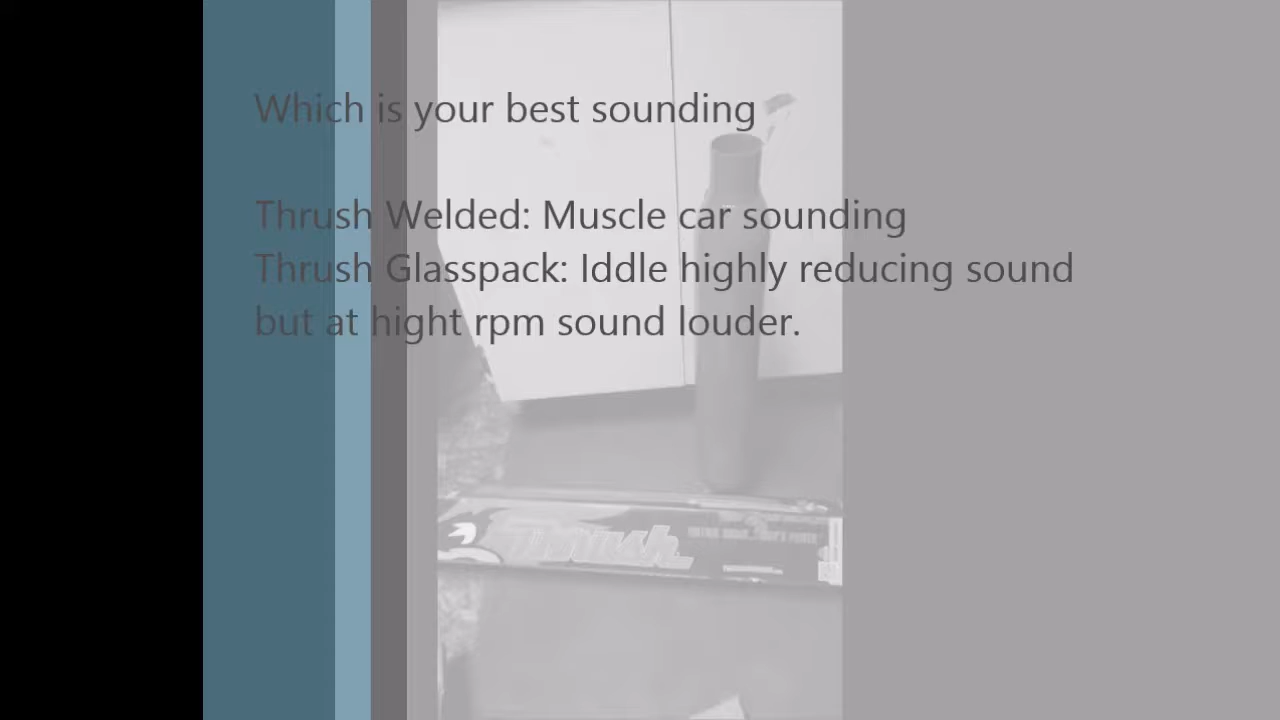 Which is your best sounding
Thrush Welded: Muscle car sounding
Thrush Glasspack: Iddle highly reducing sound
but at hight rpm sound louder.
Thrush